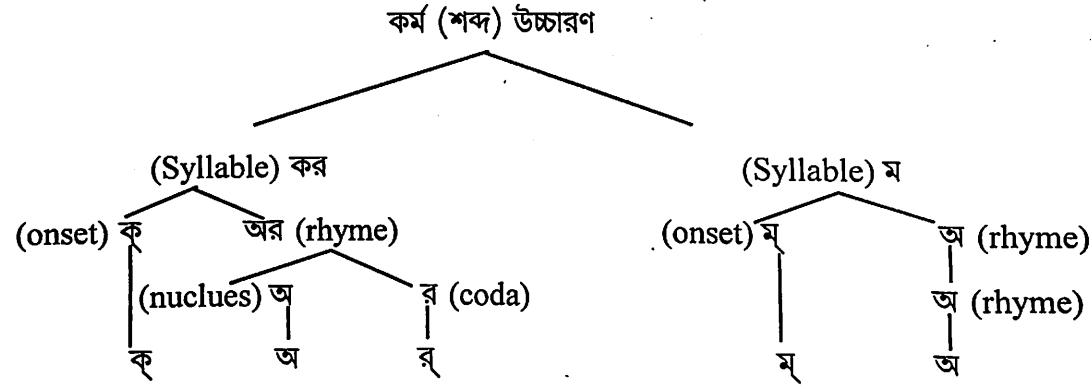 কর্ম (শব্দ) উচ্চারণ
(Syllable) কর (Syllable) ম
(onset) ক্ অর (rhyme) (onset) ম্ অ (rhyme)
(nuclues) অ র (coda) অ (rhyme)
ক্ অ র্ ম্ অ